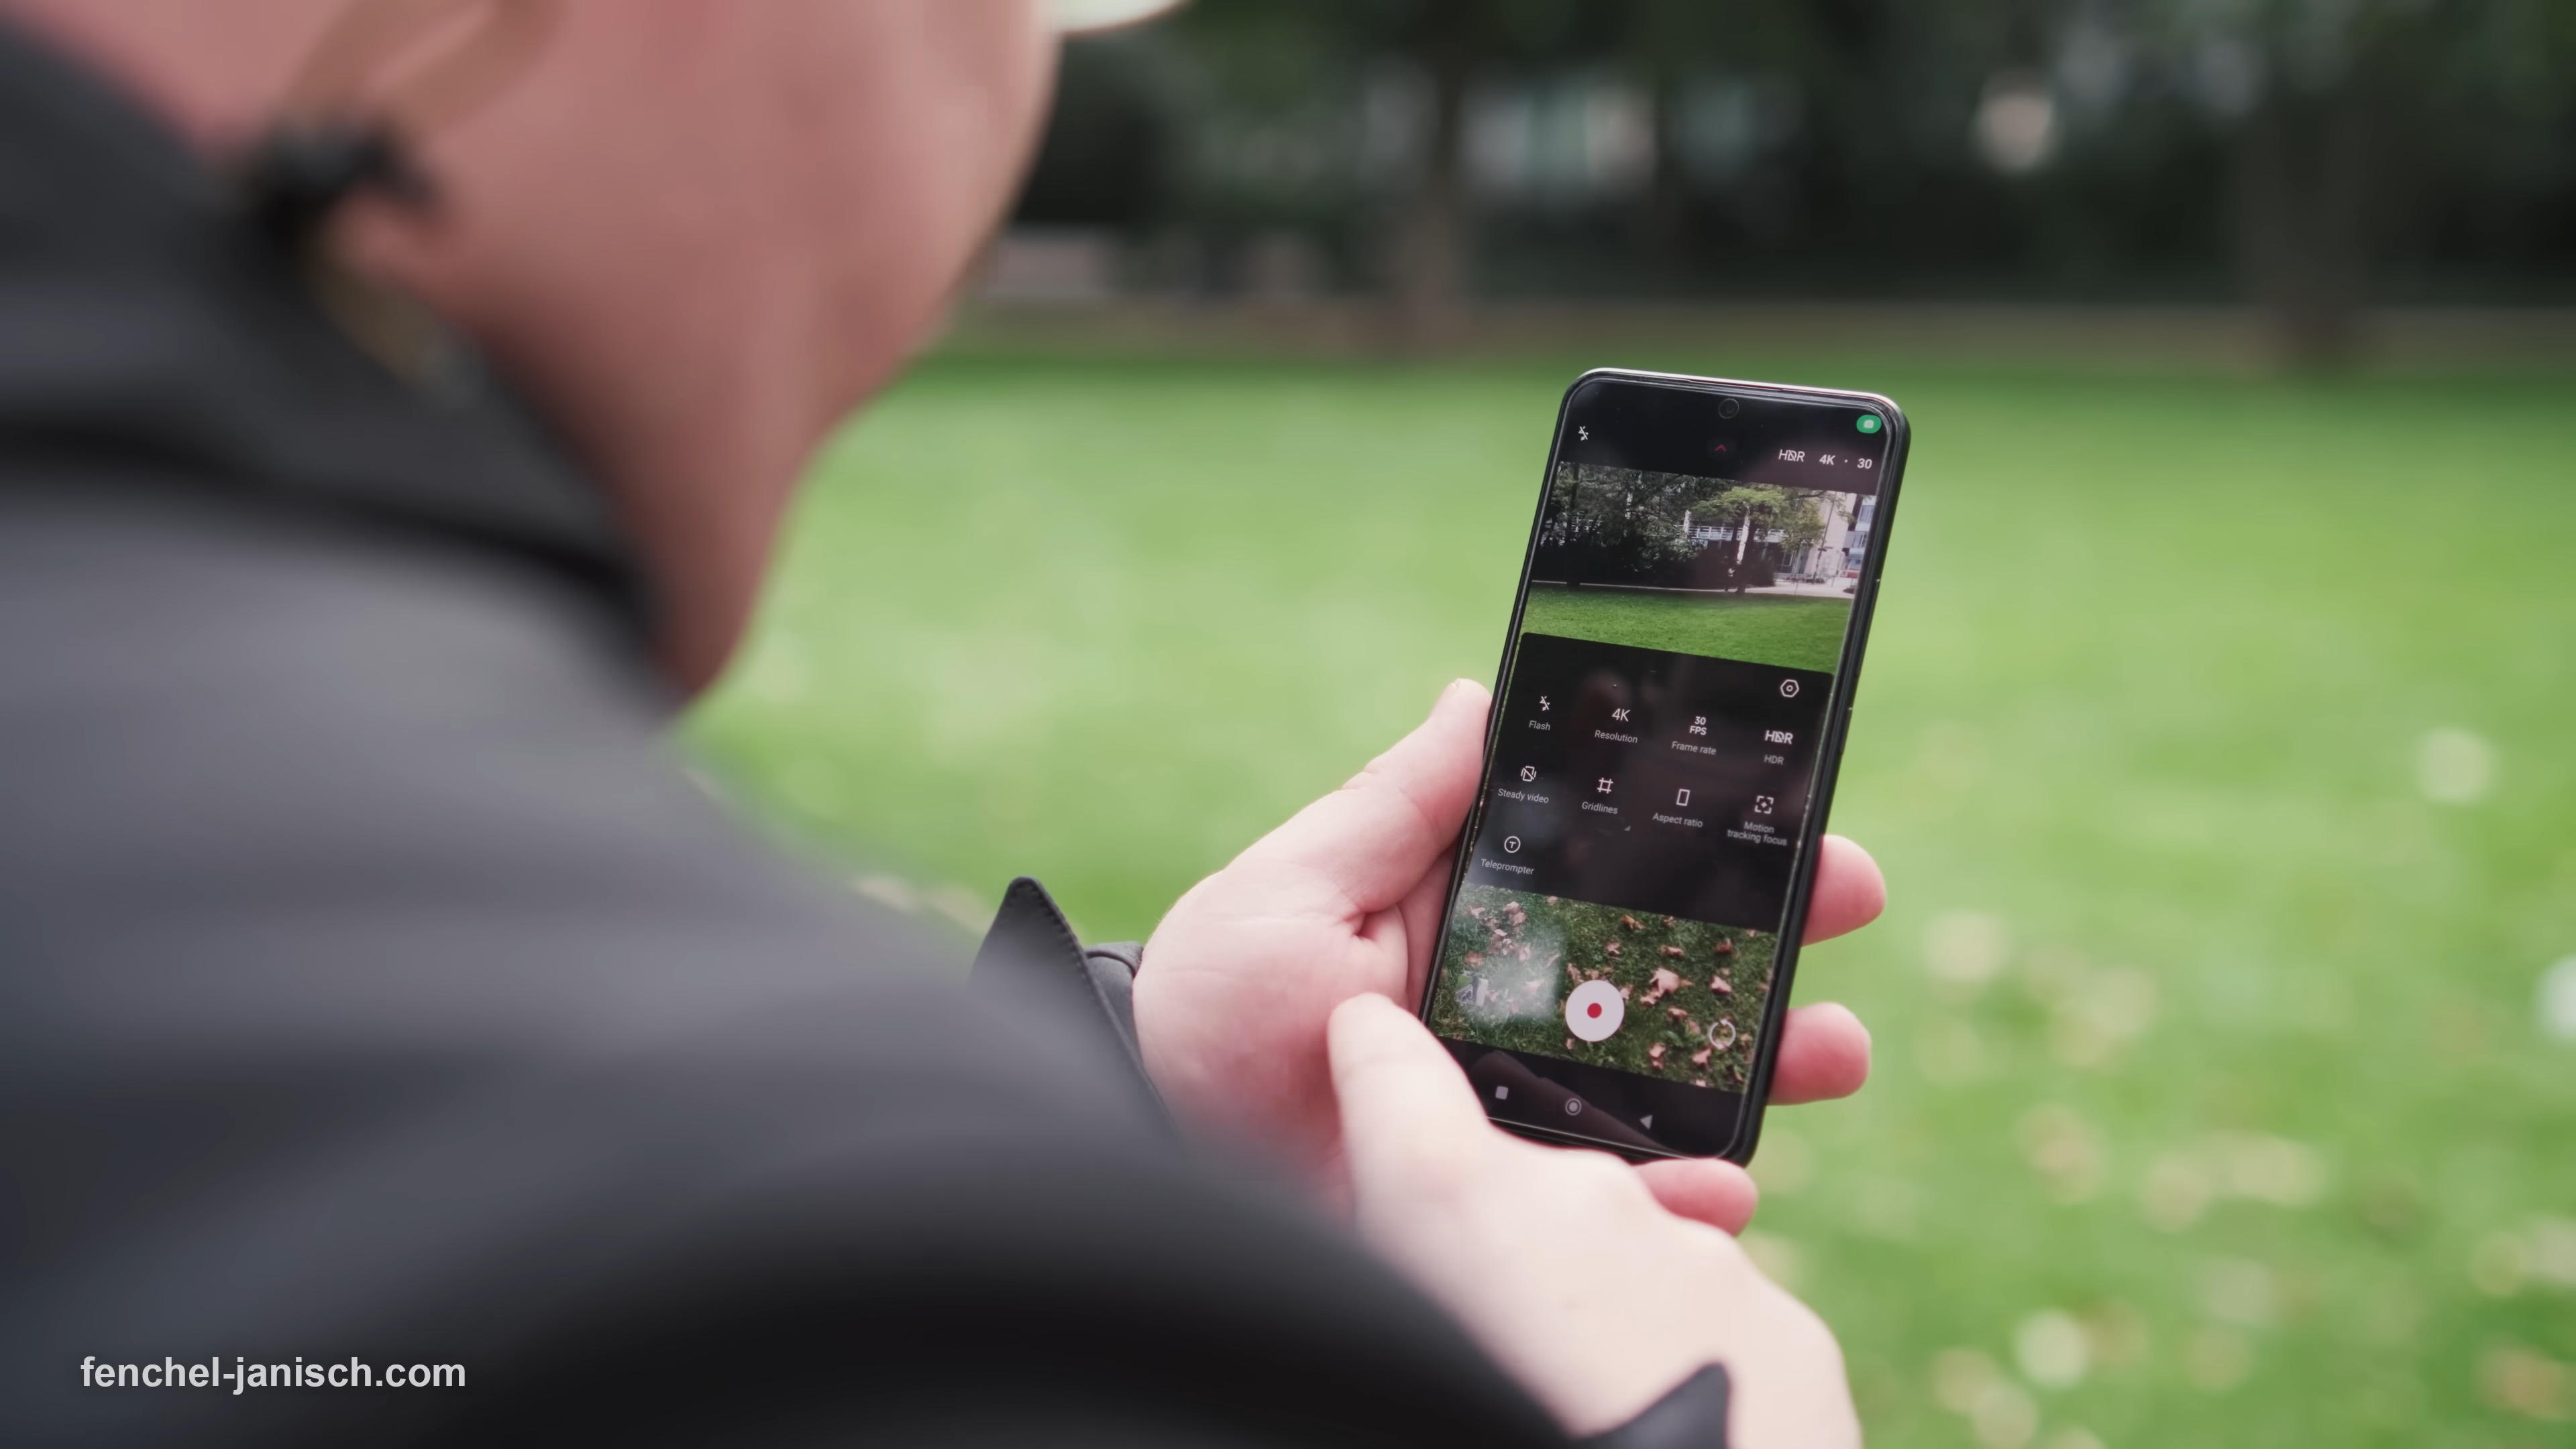 HDR 4K · 30
Flash
4K
Resolution
30
FPS
Frame rate
HDR
HDR
Steady video
Gridlines
Aspect ratio
Motion
tracking focus
T
Teleprompter
fenchel-janisch.com